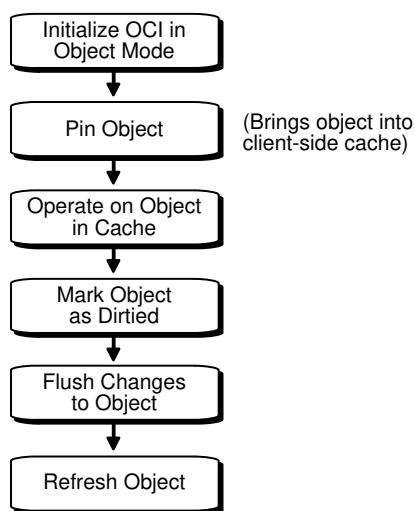 Initialize OCI in
Object Mode
Pin Object
(Brings object into
client-side cache)
Operate on Object
in Cache
Mark Object
as Dirtied
Flush Changes
to Object
Refresh Object